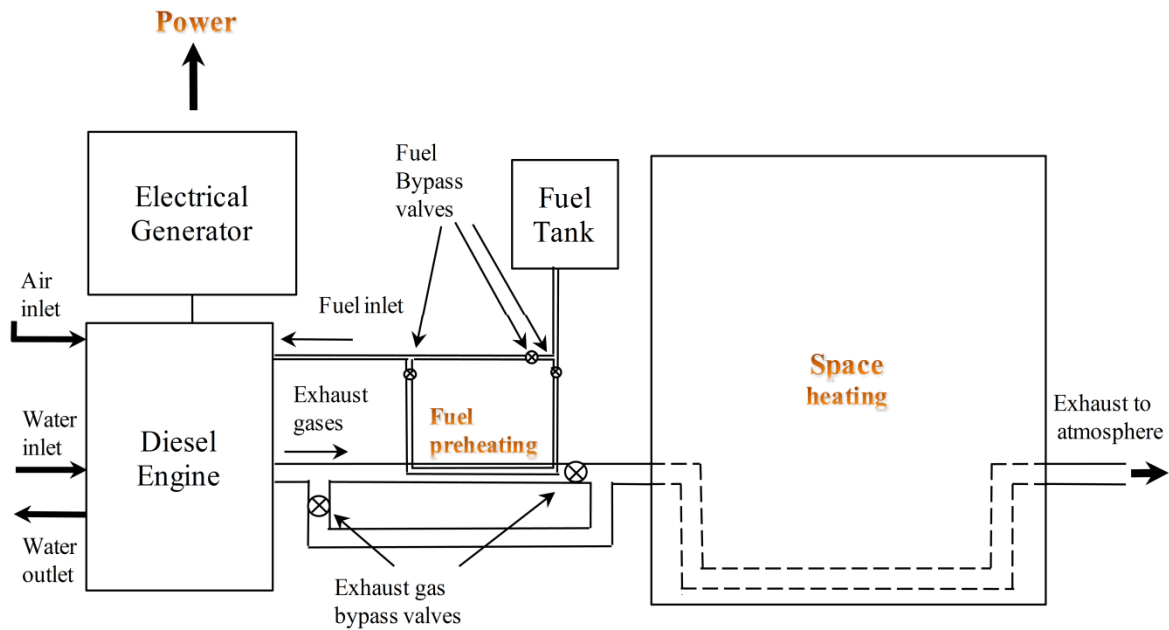 Power
Electrical
Generator
Fuel
Bypass
valves
Fuel
Tank
Air
inlet
Fuel inlet
Space
heating
Exhaust
gases
Fuel
preheating
Water
inlet
Diesel
Engine
Exhaust to
atmosphere
Water
outlet
Exhaust gas
bypass valves